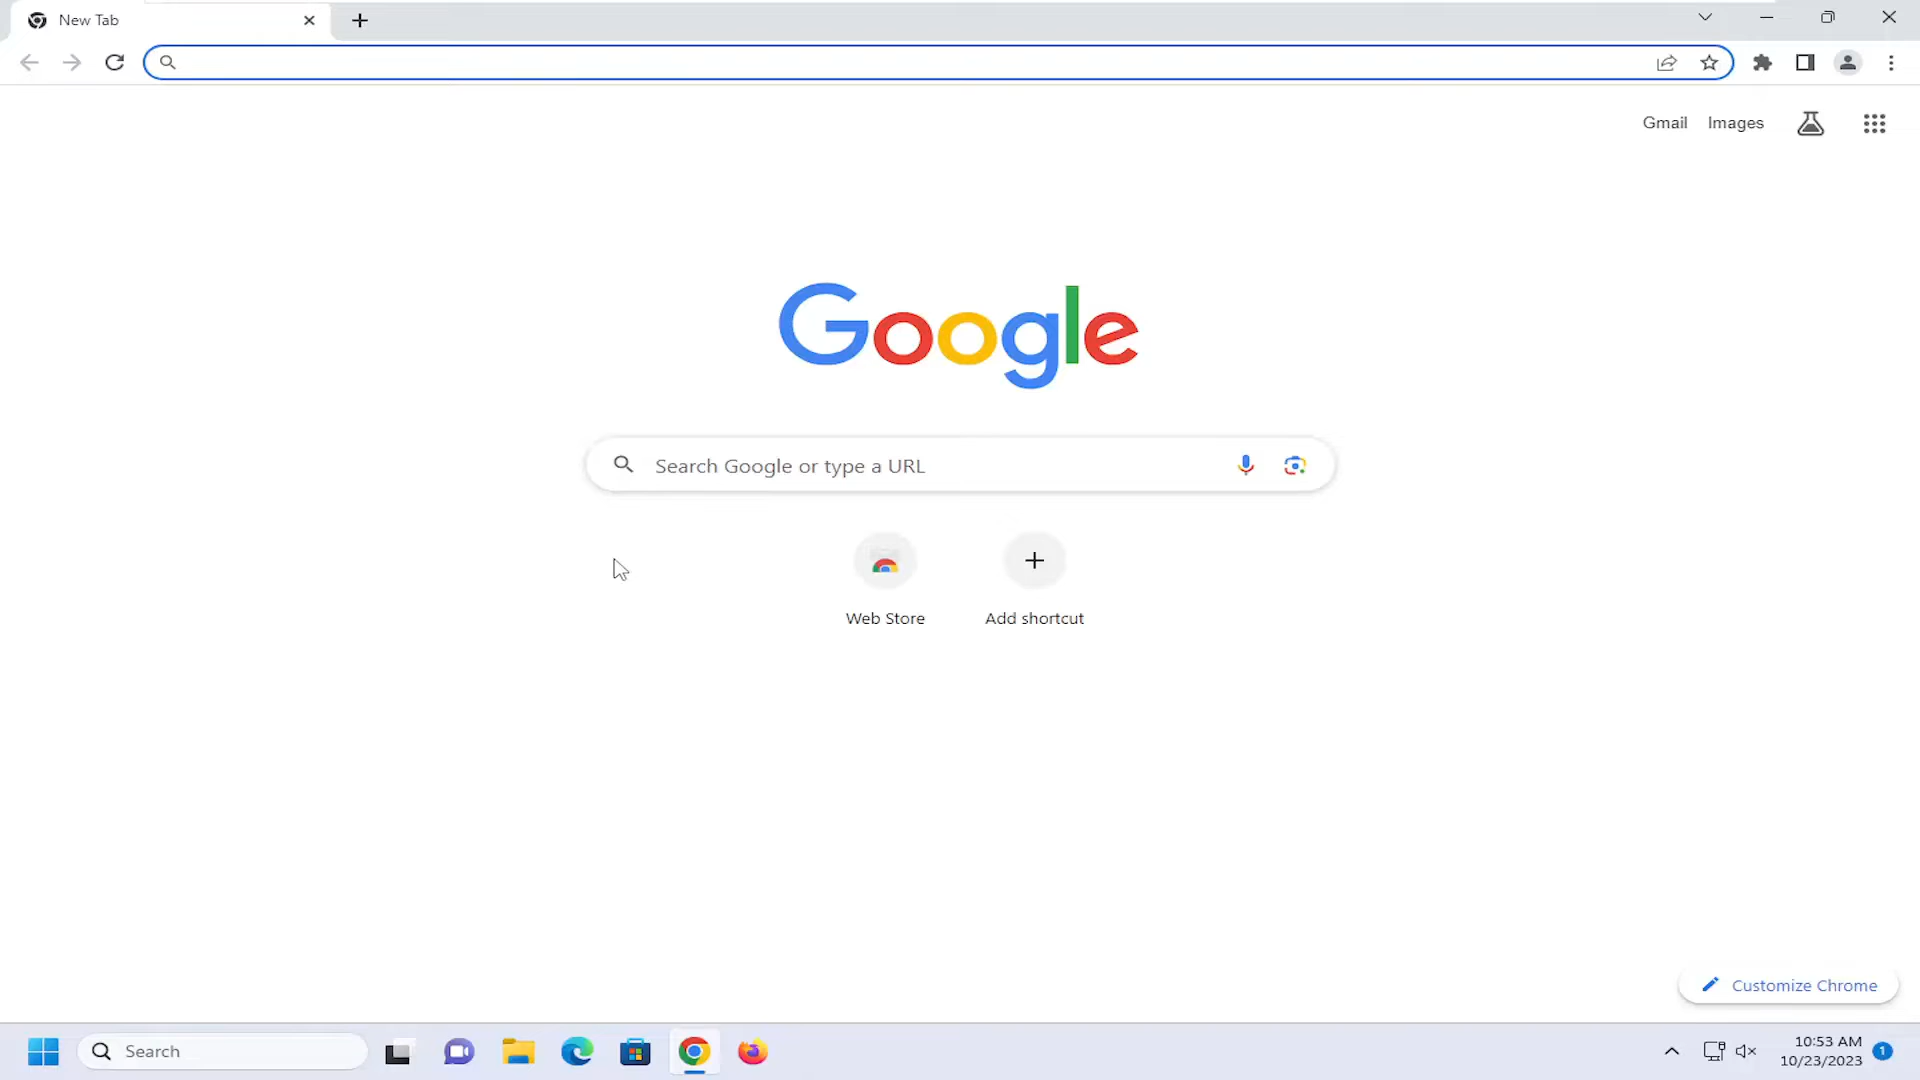 New Tab
Gmail Images
Google
Search Google or type a URL
Web Store Add shortcut
Customize Chrome
Search
10:53 AM
10/23/2023
1